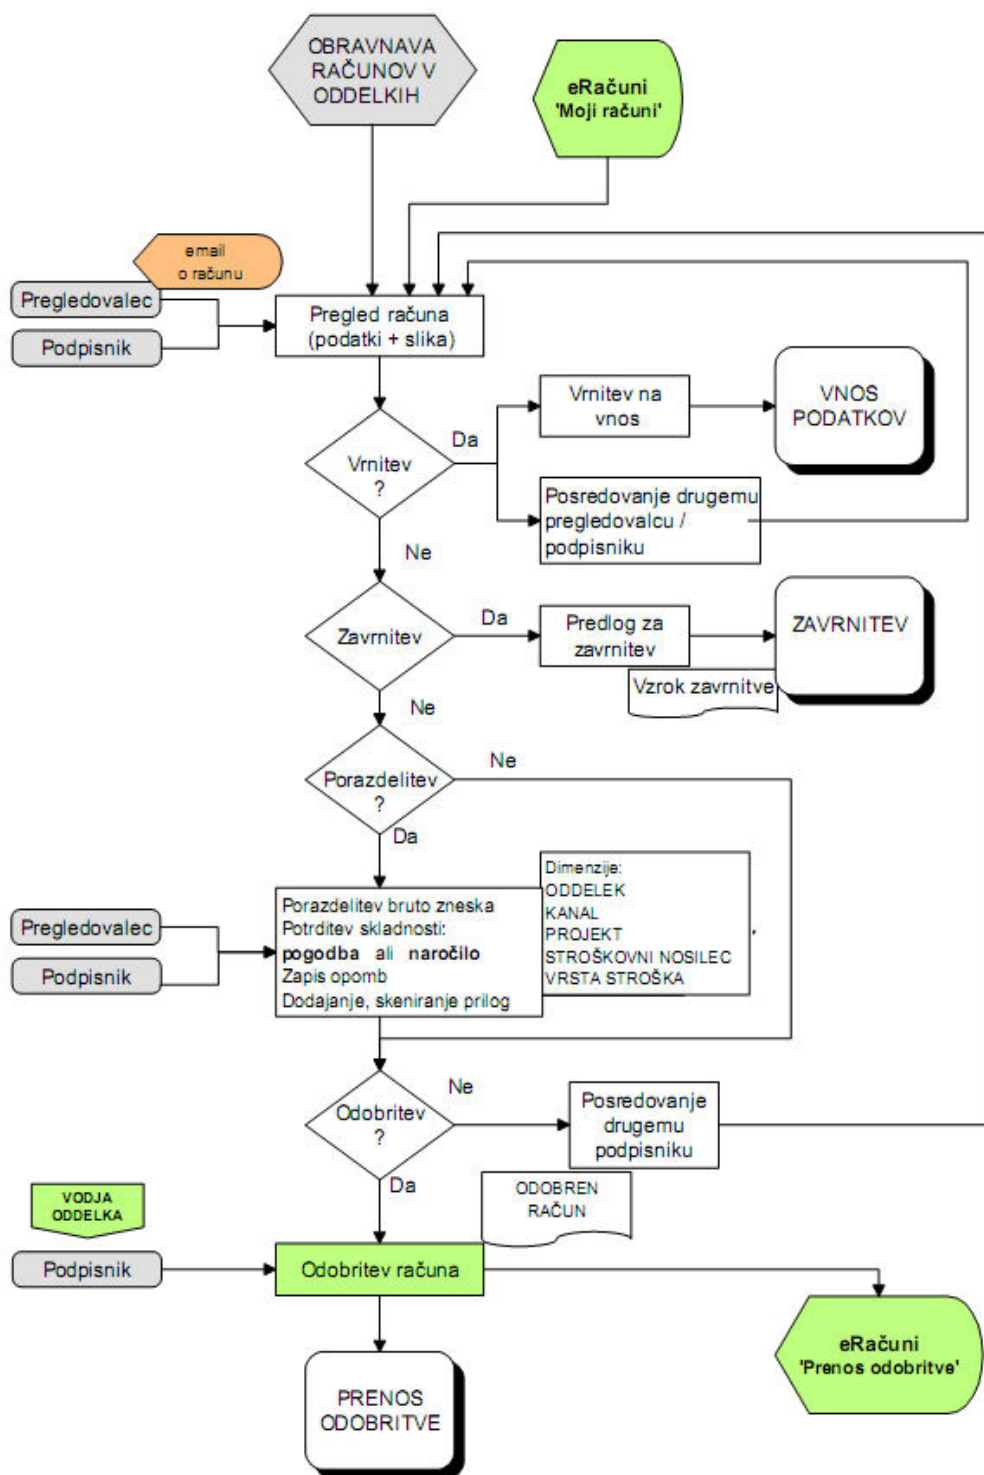 OBRAVNAVA
RAČUNOV V
ODDELKIH
eRačuni
'Moji računi'
email
o računu
Pregledovalec
Podpisnik
Pregled računa
(podatki + slika)
Vrnitev
?
Da
Vrnitev na
vnos
VNOS
PODATKOV
Posredovanje drugemu
pregledovalcu /
podpisniku
Ne
Zavrnitev
Da
Predlog za
zavrnitev
ZAVRNITEV
Vzrok zavrnitve
Ne
Porazdelitev
?
Ne
Da
Pregledovalec
Podpisnik
Porazdelitev bruto zneska
Potrditev skladnosti:
pogodba ali naročilo
Zapis opomb
Dodajanje, skeniranje prilog
Dimenzije:
ODDELEK
KANAL
PROJEKT
STROŠKOVNI NOSILEC
VRSTA STROŠKA
Odobritev
?
Ne
Posredovanje
drugemu
podpisniku
Da
ODOBREN
RAČUN
VODJA
ODDELKA
Podpisnik
Odobritev računa
eRačuni
'Prenos odobritve'
PRENOS
ODOBRITVE